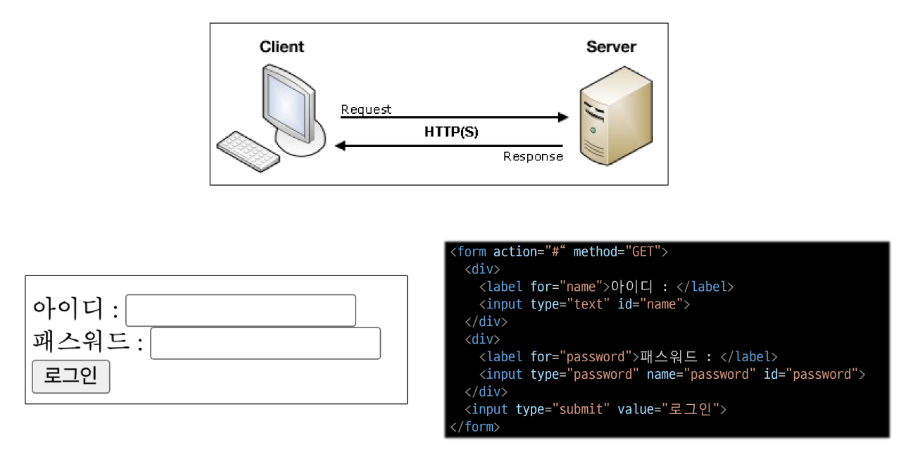 Client
Server
Request
HTTP(S)
Response
아이디 :
패스워드 :
로그인
<form action="#“ method="GET">
<div>
<label for="name">아이디 : </label>
<input type="text" id="name">
</div>
<div>
<label for="password">패스워드 : </label>
<input type="password" name="password" id="password">
</div>
<input type="submit" value="로그인">
</form>